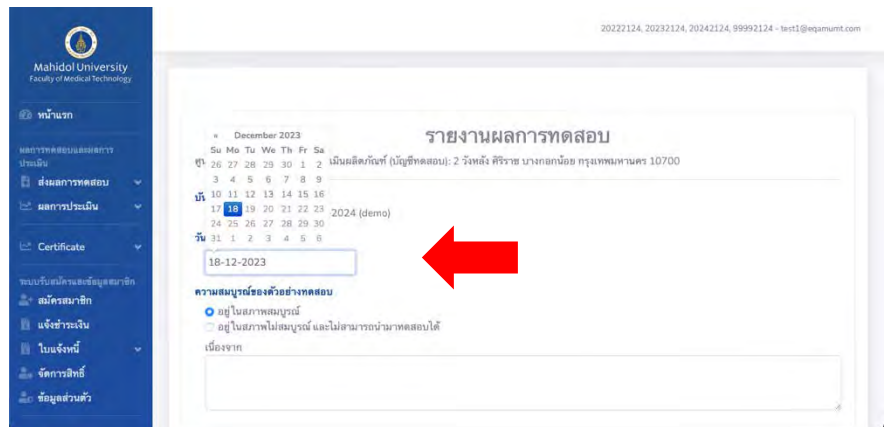 20222124, 20232124, 20242124, 99992124 - test1@eqamumt.com
Mahidol University
Faculty of Medical Technology
หน้าแรก
ผลการทดสอบและผลการ
ประเมิน
ส่งผลการทดสอบ
ผลการประเมิน
Certificate
ระบบรับสมัครและข้อมูลสมาชิก
สมัครสมาชิก
แจ้งชำระเงิน
ใบแจ้งหนี้
จัดการสิทธิ์
ข้อมูลส่วนตัว
รายงานผลการทดสอบ
เมินผลิตภัณฑ์ (บัญชีทดสอบ): 2 วังหลัง ศิริราช บางกอกน้อย กรุงเทพมหานคร 10700
« December 2023
Su Mo Tu We Th Fr Sa
26 27 28 29 30 1 2
3 4 5 6 7 8 9
10 11 12 13 14 15 16
17 18 19 20 21 22 23
24 25 26 27 28 29 30
31 1 2 3 4 5 6
2024 (demo)
วัน
18-12-2023
ความสมบูรณ์ของตัวอย่างทดสอบ
อยู่ในสภาพสมบูรณ์
อยู่ในสภาพไม่สมบูรณ์ และไม่สามารถนำมาทดสอบได้
เนื่องจาก